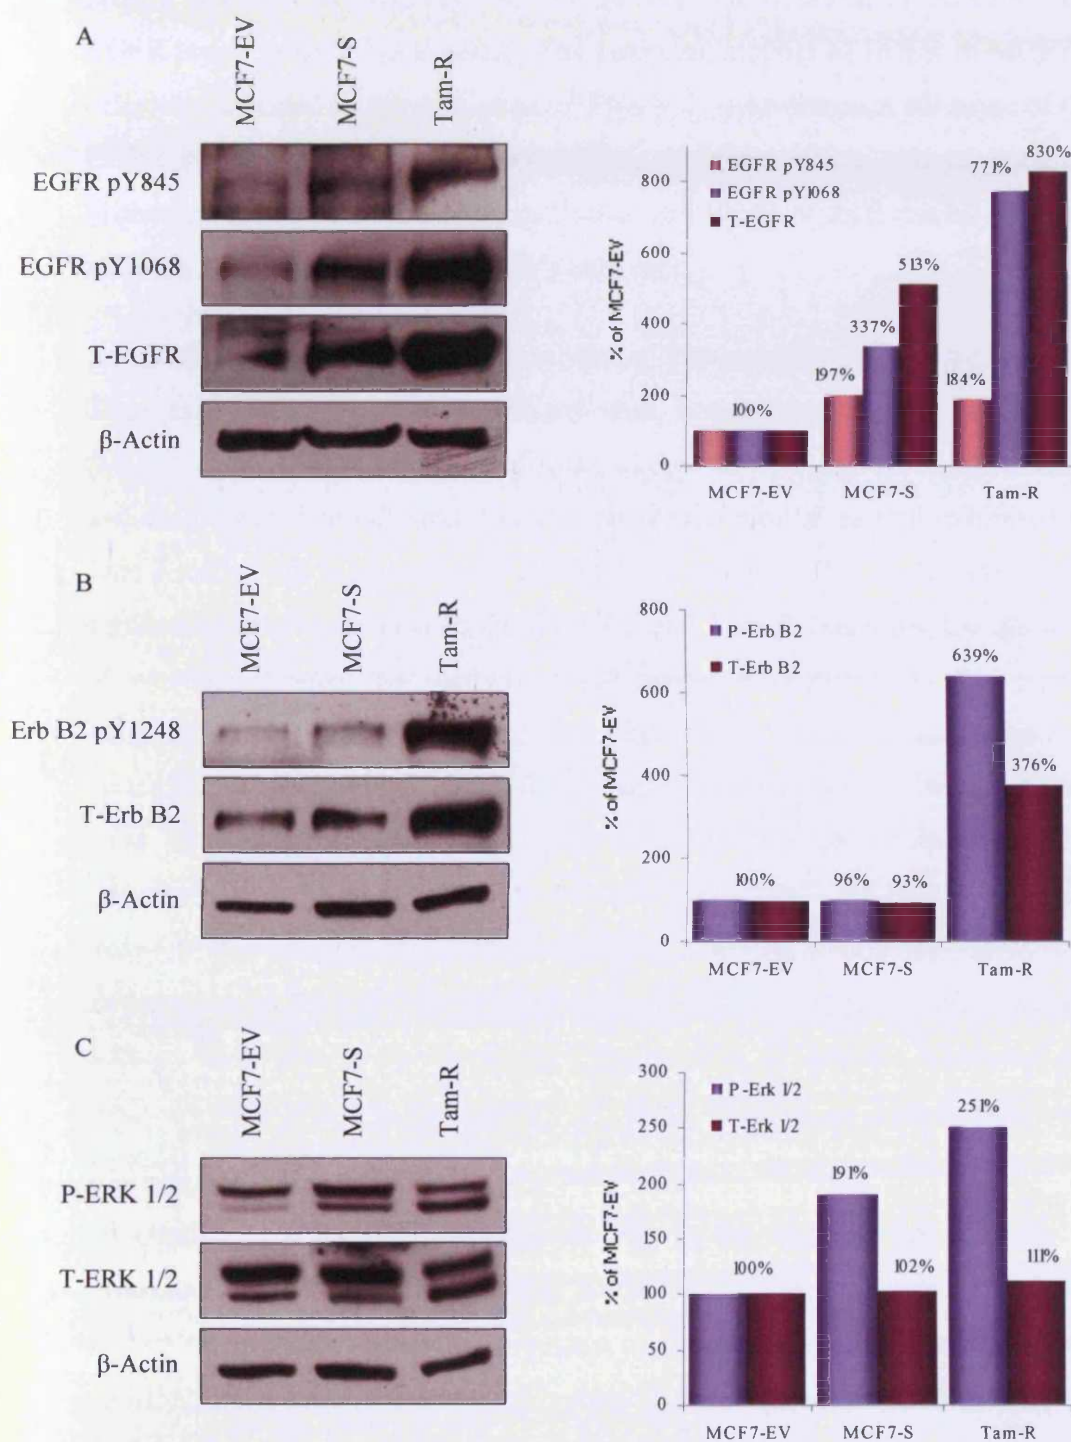 A
MCF7-EV
MCF7-S
Tam-R
EGFR pY845
EGFR pY1068
T-EGFR
β-Actin
EGFR pY845
EGFR pY1068
T-EGFR
% of MCF7-EV
800
600
400
200
0
100%
197%
337%
513%
184%
771%
830%
MCF7-EV MCF7-S Tam-R
B
MCF7-EV
MCF7-S
Tam-R
Erb B2 pY1248
T-Erb B2
β-Actin
P-Erb B2
T-Erb B2
% of MCF7-EV
800
600
400
200
0
100%
96%
93%
639%
376%
MCF7-EV MCF7-S Tam-R
C
MCF7-EV
MCF7-S
Tam-R
P-ERK 1/2
T-ERK 1/2
β-Actin
P-Erk 1/2
T-Erk 1/2
% of MCF7-EV
300
250
200
150
100
50
0
100%
191%
102%
251%
111%
MCF7-EV MCF7-S Tam-R